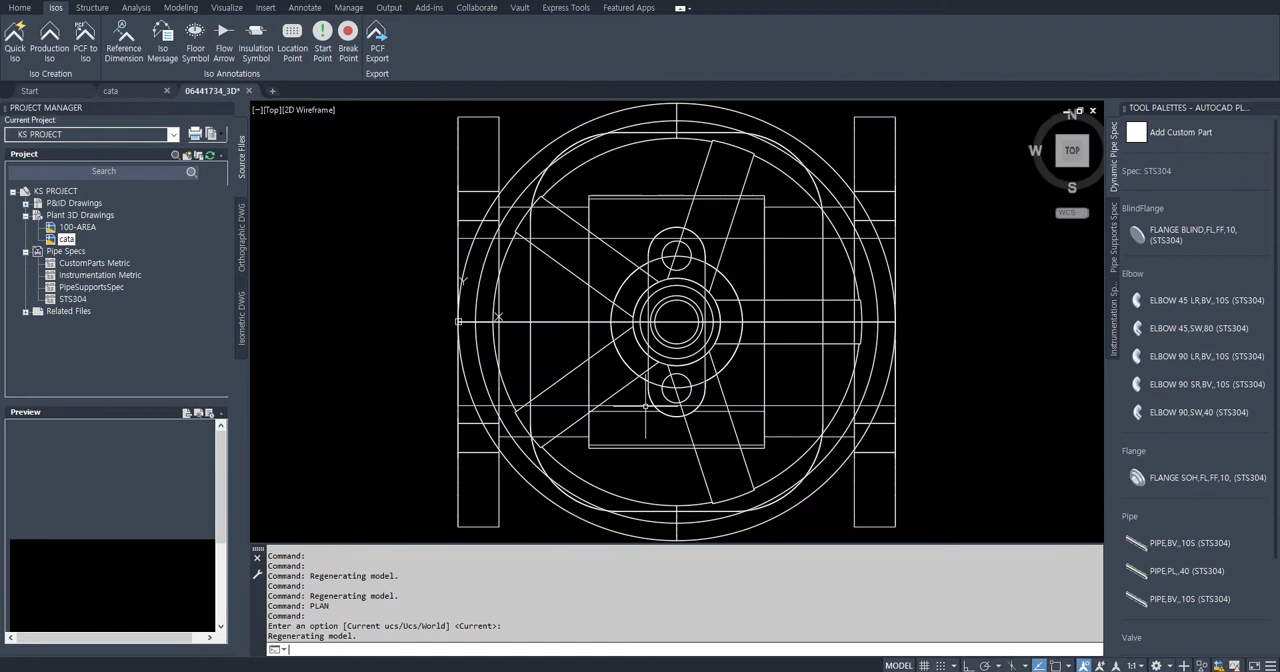 Home Isos Structure Analysis Modeling Visualize Insert Annotate Manage Output Add-ins Collaborate Vault Express Tools Featured Apps
Quick Iso
Production Iso
PCF to Iso
Reference Dimension
Iso Message
Floor Symbol
Flow Arrow
Insulation Symbol
Location Point
Start Point
Break Point
PCF Export
Iso Creation
Iso Annotations
Export
Start
cata
06441734_3D*
PROJECT MANAGER
Current Project:
KS PROJECT
Project
Search
KS PROJECT
P&ID Drawings
Plant 3D Drawings
100-AREA
cata
Pipe Specs
CustomParts Metric
Instrumentation Metric
PipeSupportsSpec
STS304
Related Files
Preview
Source Files
Orthographic DWG
Isometric DWG
[−][Top][2D Wireframe]
N
W
TOP
S
WCS
Y
X
Command:
Command:
Command: Regenerating model.
Command:
Command: Regenerating model.
Command: PLAN
Command:
Enter an option [Current ucs/Ucs/World] <Current>:
Regenerating model.
TOOL PALETTES - AUTOCAD PL...
Dynamic Pipe Spec
Pipe Supports Spec
Instrumentation Sp...
Add Custom Part
Spec: STS304
BlindFlange
FLANGE BLIND,FL,FF,10,
(STS304)
Elbow
ELBOW 45 LR,BV,,10S (STS304)
ELBOW 45,SW,80 (STS304)
ELBOW 90 LR,BV,,10S (STS304)
ELBOW 90 SR,BV,,10S (STS304)
ELBOW 90,SW,40 (STS304)
Flange
FLANGE SOH,FL,FF,10, (STS304)
Pipe
PIPE,BV,,10S (STS304)
PIPE,PL,,40 (STS304)
PIPE,BV,,10S (STS304)
Valve
MODEL
1:1